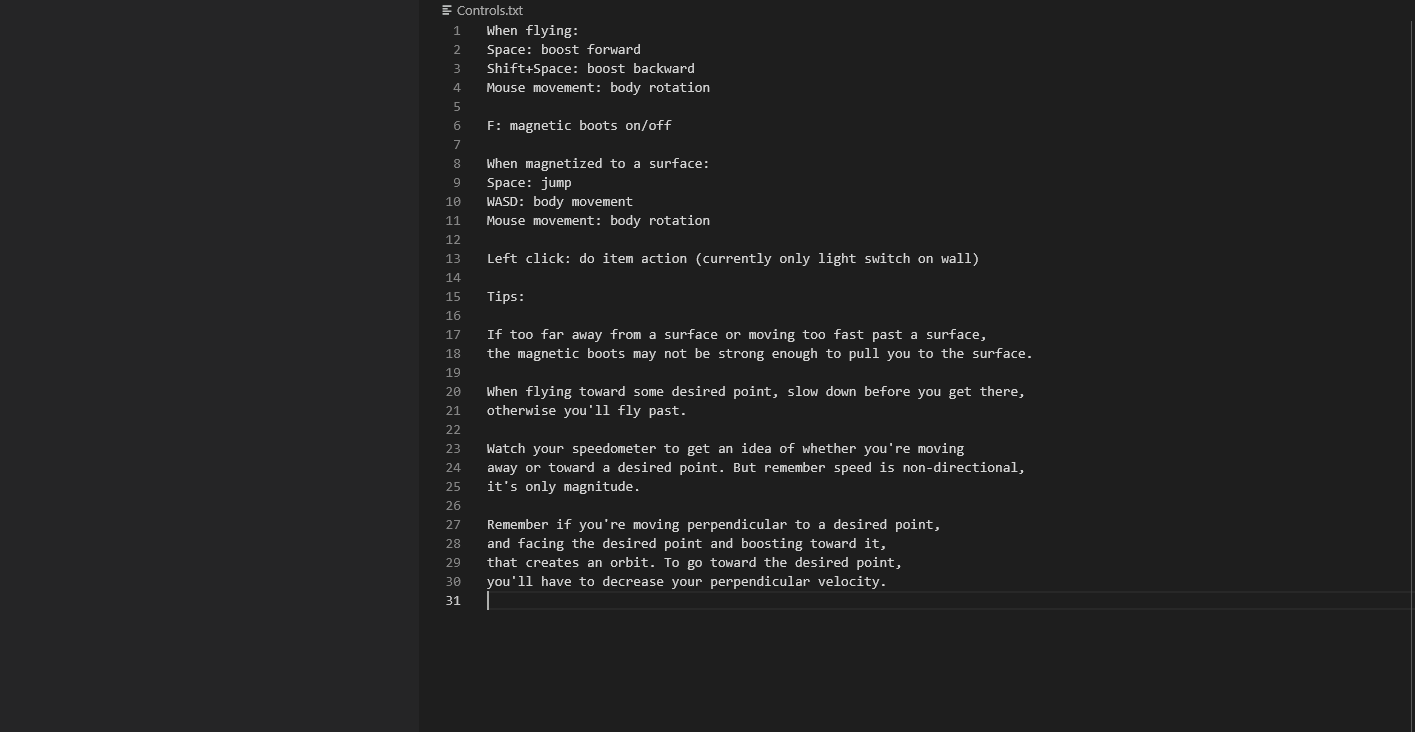 Controls.txt
1 When flying:
2 Space: boost forward
3 Shift+Space: boost backward
4 Mouse movement: body rotation
5
6 F: magnetic boots on/off
7
8 When magnetized to a surface:
9 Space: jump
10 WASD: body movement
11 Mouse movement: body rotation
12
13 Left click: do item action (currently only light switch on wall)
14
15 Tips:
16
17 If too far away from a surface or moving too fast past a surface,
18 the magnetic boots may not be strong enough to pull you to the surface.
19
20 When flying toward some desired point, slow down before you get there,
21 otherwise you'll fly past.
22
23 Watch your speedometer to get an idea of whether you're moving
24 away or toward a desired point. But remember speed is non-directional,
25 it's only magnitude.
26
27 Remember if you're moving perpendicular to a desired point,
28 and facing the desired point and boosting toward it,
29 that creates an orbit. To go toward the desired point,
30 you'll have to decrease your perpendicular velocity.
31